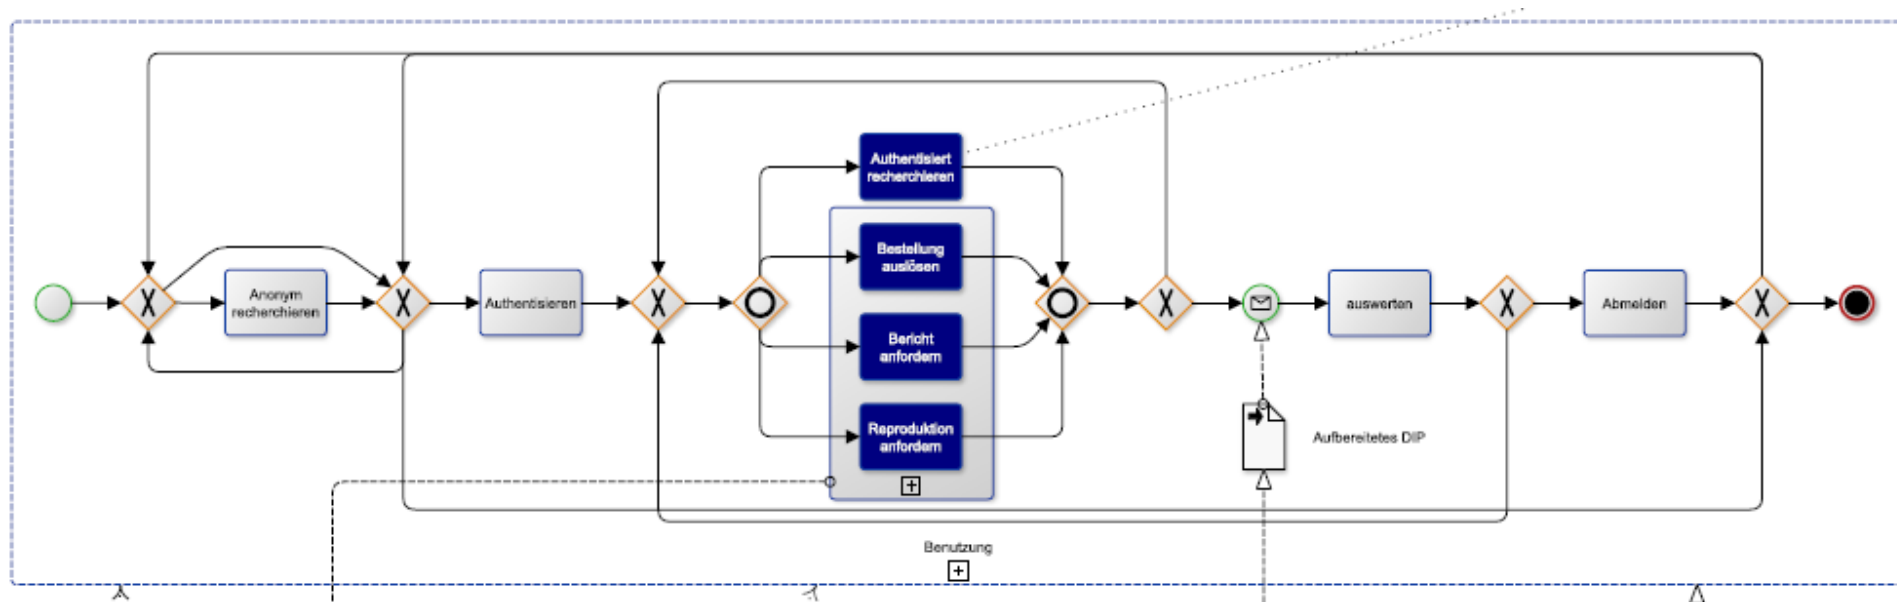 Authentisiert
recherchieren
Bestellung
auslösen
Anonym
recherchieren
Authentisieren
auswerten
Abmelden
Bericht
anfordern
Reproduktion
anfordern
Aufbereitetes DIP
Benutzung